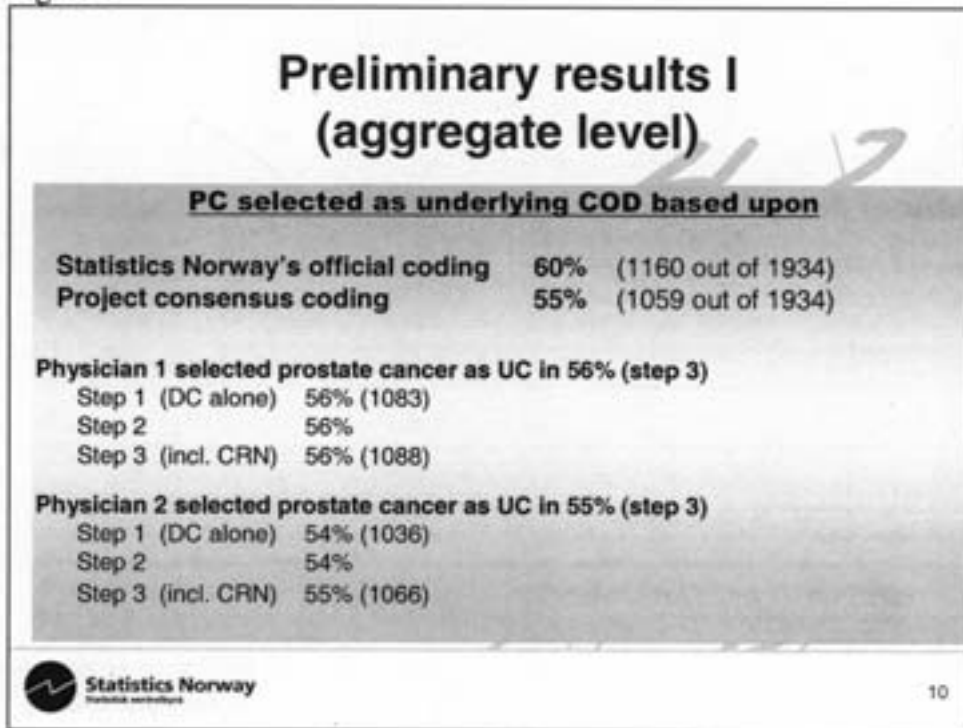 Preliminary results I
(aggregate level)
PC selected as underlying COD based upon
Statistics Norway's official coding 60% (1160 out of 1934)
Project consensus coding 55% (1059 out of 1934)
Physician 1 selected prostate cancer as UC in 56% (step 3)
Step 1 (DC alone) 56% (1083)
Step 2 56%
Step 3 (incl. CRN) 56% (1088)
Physician 2 selected prostate cancer as UC in 55% (step 3)
Step 1 (DC alone) 54% (1036)
Step 2 54%
Step 3 (incl. CRN) 55% (1066)
Statistics Norway
Statistisk sentralbyrå
10